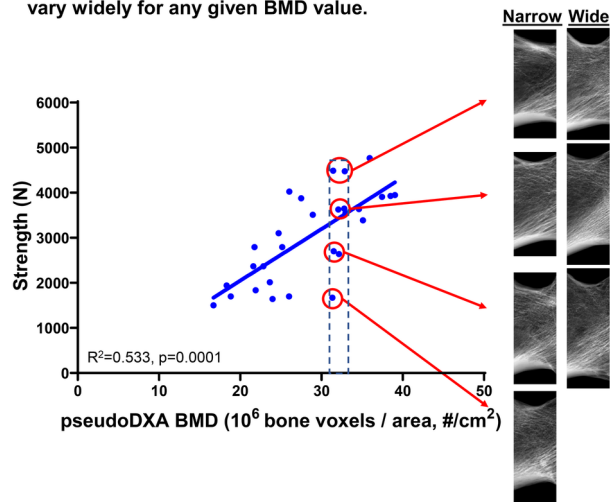 vary widely for any given BMD value.
Narrow Wide
6000
5000
4000
3000
2000
1000
0
Strength (N)
R²=0.533, p=0.0001
0 10 20 30 40 50
pseudoDXA BMD (10⁶ bone voxels / area, #/cm²)